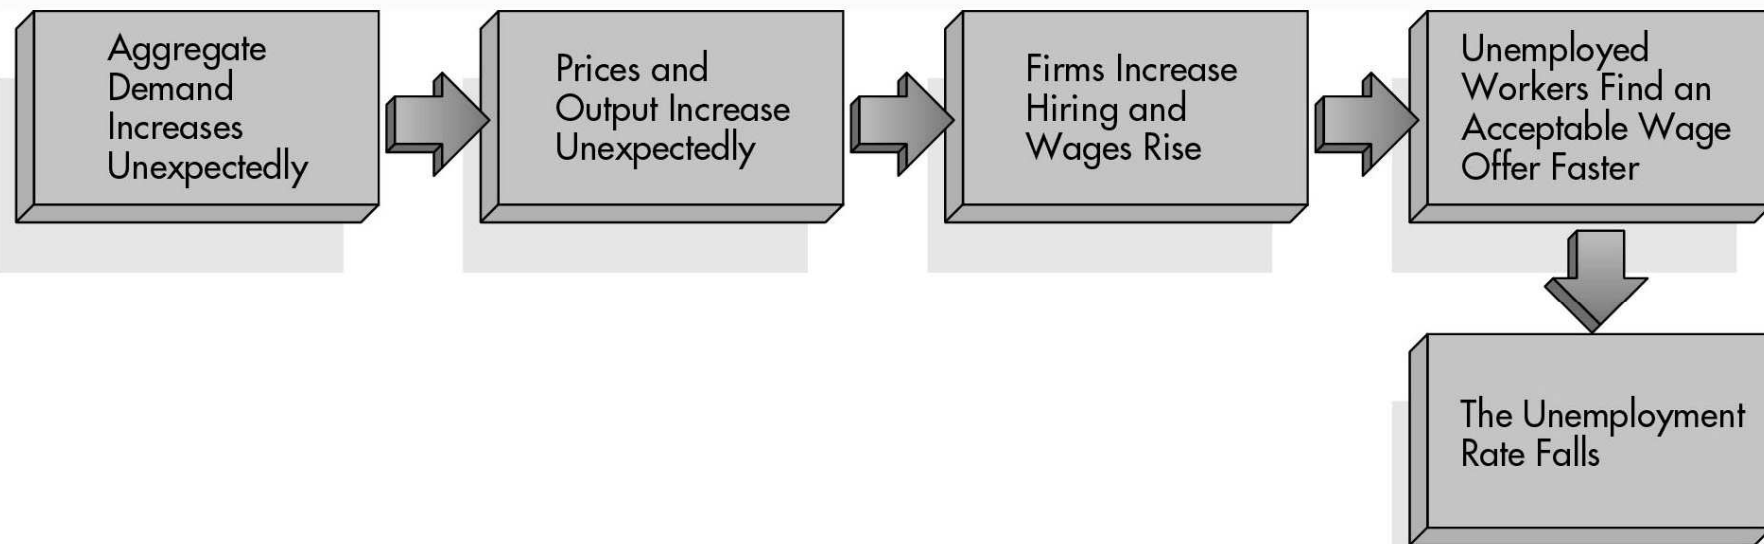 Aggregate
Demand
Increases
Unexpectedly
Prices and
Output Increase
Unexpectedly
Firms Increase
Hiring and
Wages Rise
Unemployed
Workers Find an
Acceptable Wage
Offer Faster
The Unemployment
Rate Falls